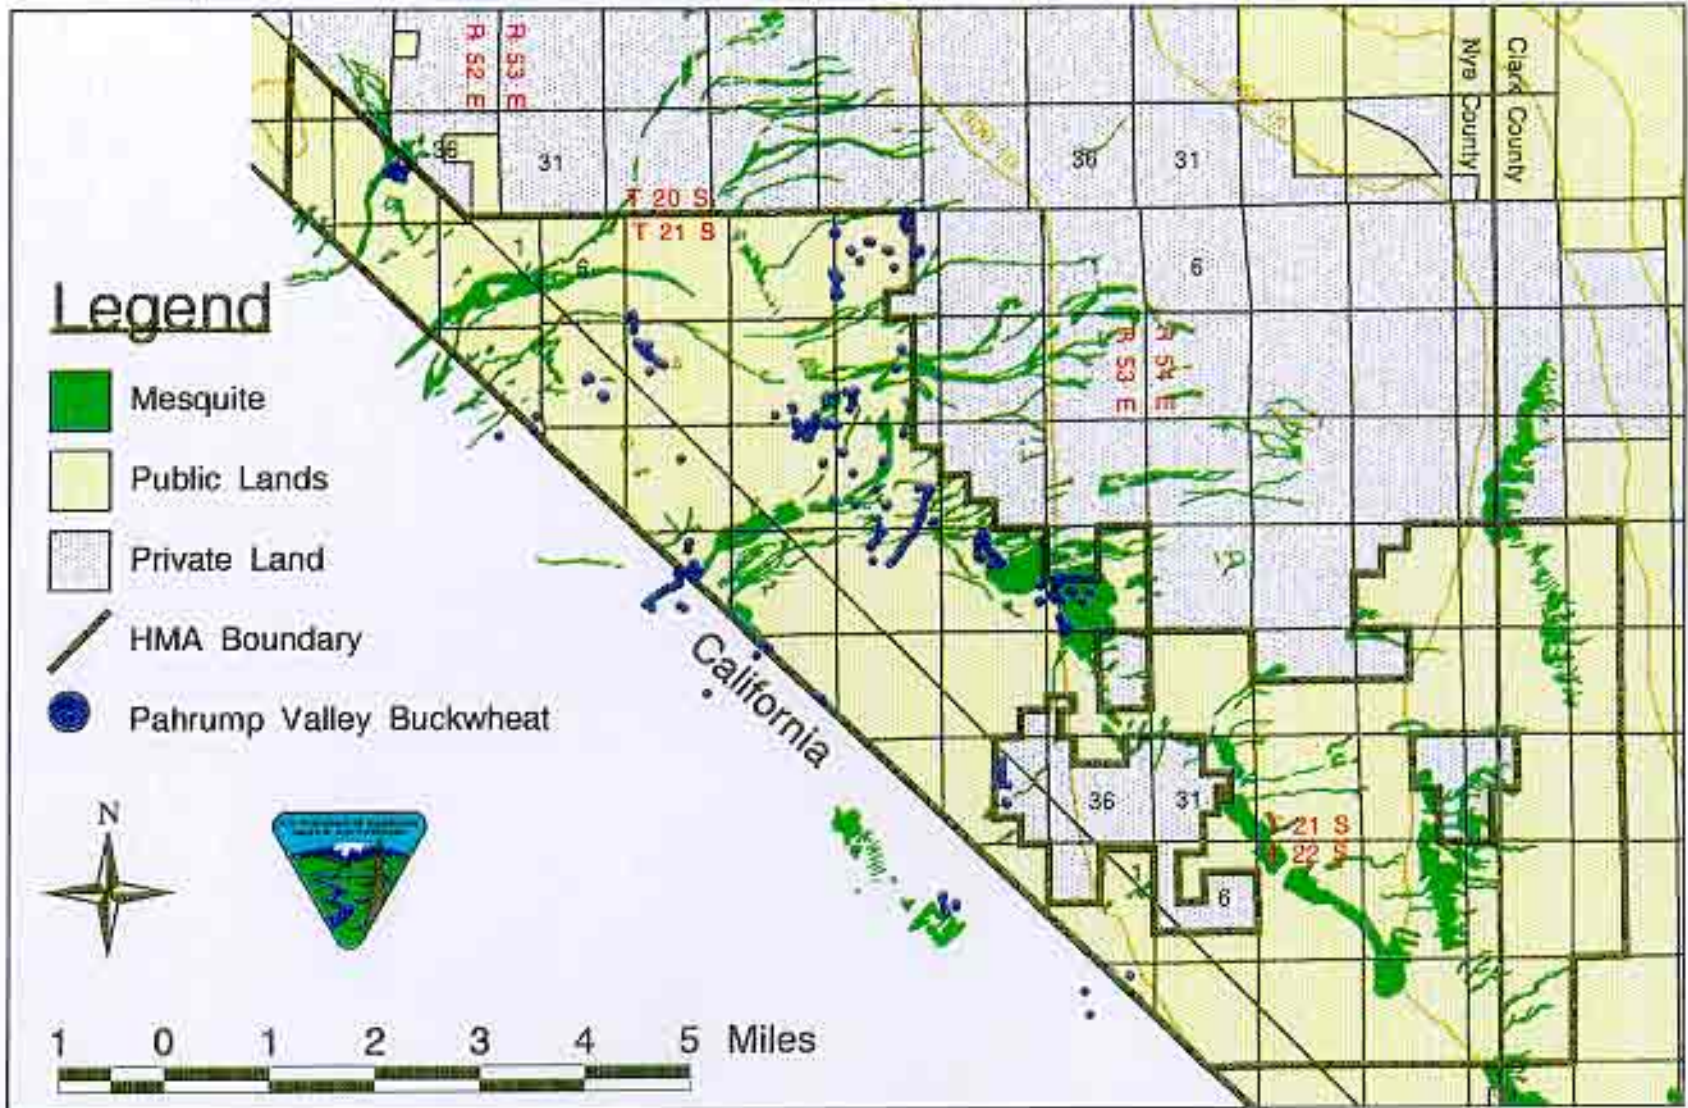 R 52 E
R 53 E
Nye County
Clark County
36
31
36
31
T 20 S
T 21 S
1
6
6
Legend
R 53 E
R 54 E
Mesquite
Public Lands
Private Land
HMA Boundary
California
Pahrump Valley Buckwheat
36
31
N
T 21 S
T 22 S
1
6
1 0 1 2 3 4 5 Miles